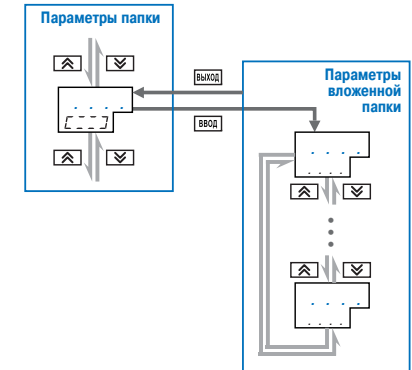 Параметры папки
ВЫХОД
ВВОД
Параметры
вложенной
папки